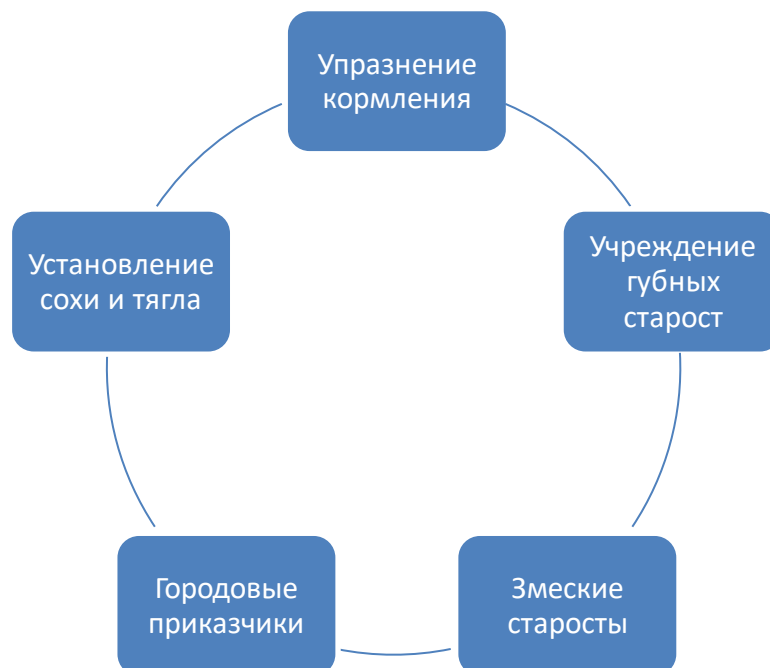 Упразнение
кормления
Учреждение
губных
старост
Змеские
старосты
Городовые
приказчики
Установление
сохи и тягла